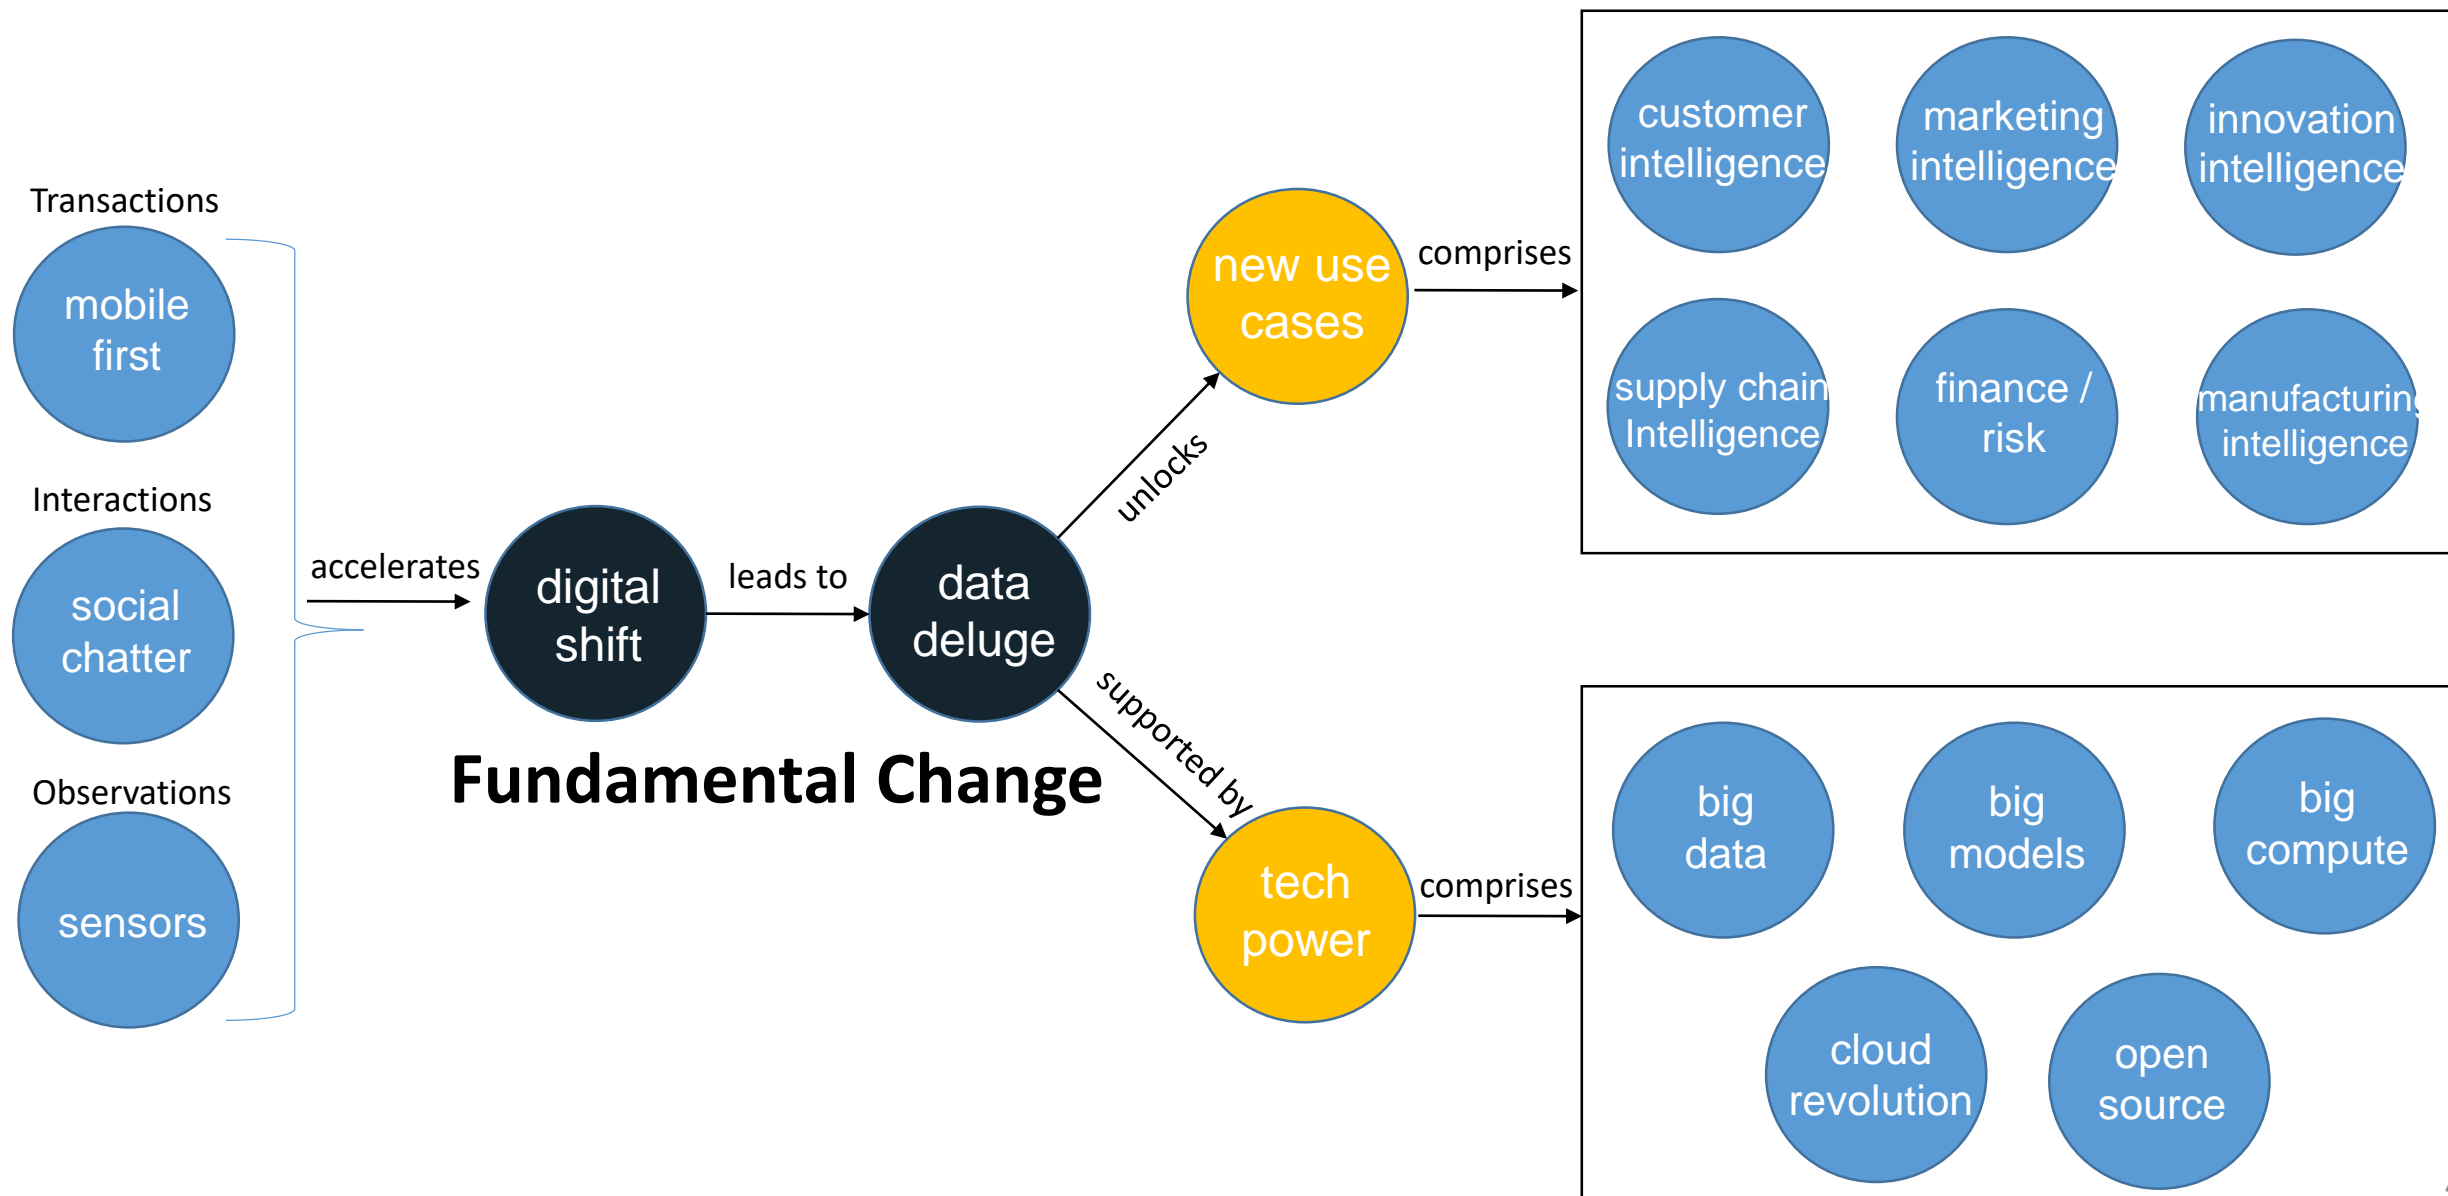 Transactions
mobile
first
Interactions
social
chatter
Observations
sensors
accelerates
digital
shift
leads to
data
deluge
Fundamental Change
unlocks
new use
cases
comprises
customer
intelligence
marketing
intelligence
innovation
intelligence
supply chain
Intelligence
finance /
risk
manufacturing
intelligence
supported by
tech
power
comprises
big
data
big
models
big
compute
cloud
revolution
open
source